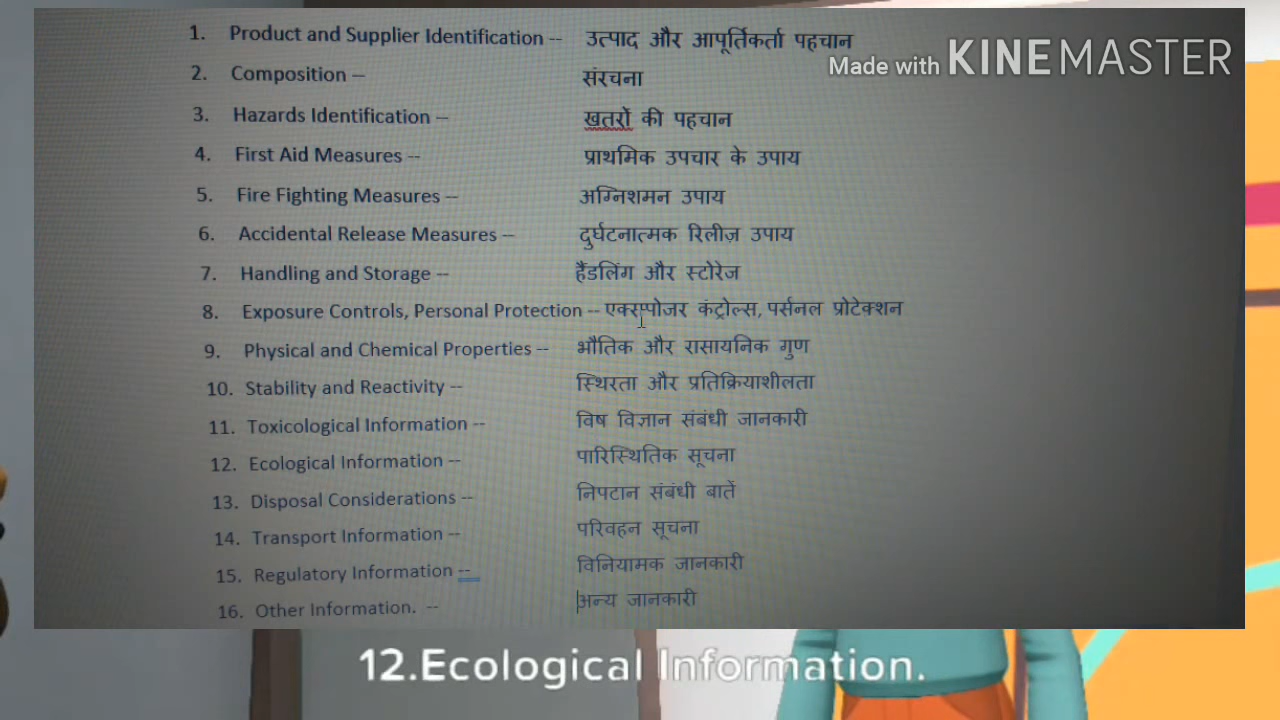 1. Product and Supplier Identification -- उत्पाद और आपूर्तिकर्ता पहचान
Made with KINEMASTER
2. Composition – संरचना
3. Hazards Identification – खतरों की पहचान
4. First Aid Measures -- प्राथमिक उपचार के उपाय
5. Fire Fighting Measures – अग्निशमन उपाय
6. Accidental Release Measures – दुर्घटनात्मक रिलीज़ उपाय
7. Handling and Storage – हैंडलिंग और स्टोरेज
8. Exposure Controls, Personal Protection -- एक्सपोजर कंट्रोल्स, पर्सनल प्रोटेक्शन
9. Physical and Chemical Properties – भौतिक और रासायनिक गुण
10. Stability and Reactivity -- स्थिरता और प्रतिक्रियाशीलता
11. Toxicological Information -- विष विज्ञान संबंधी जानकारी
12. Ecological Information -- पारिस्थितिक सूचना
13. Disposal Considerations -- निपटान संबंधी बातें
14. Transport Information -- परिवहन सूचना
15. Regulatory Information -- विनियामक जानकारी
16. Other Information. -- अन्य जानकारी
12.Ecological Information.